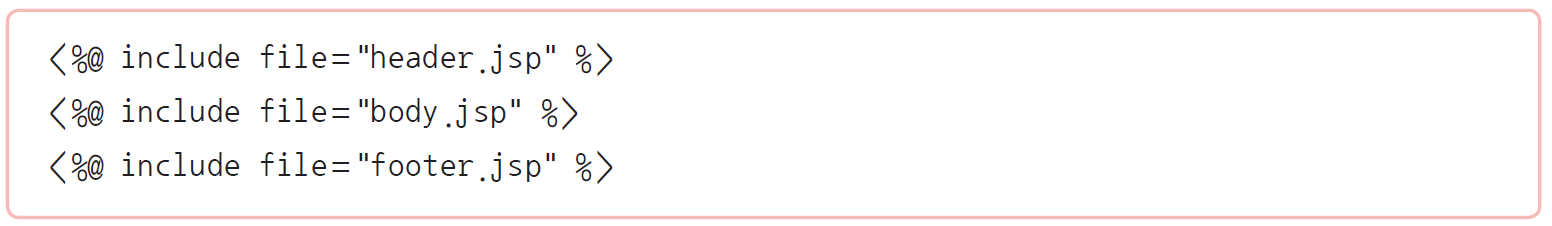 <%@ include file="header.jsp" %>
<%@ include file="body.jsp" %>
<%@ include file="footer.jsp" %>